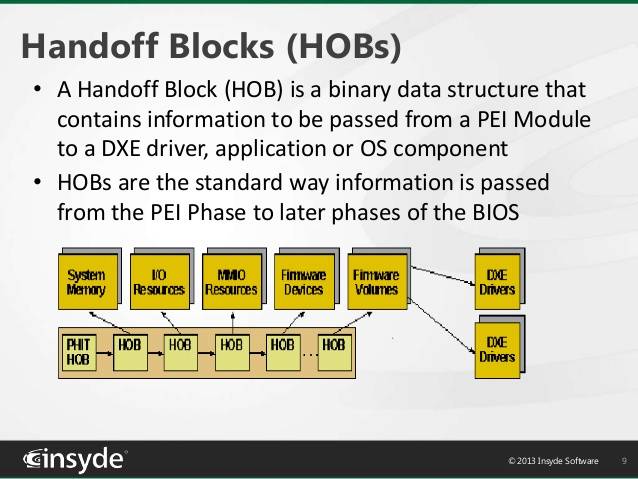 Handoff Blocks (HOBs)
• A Handoff Block (HOB) is a binary data structure that
contains information to be passed from a PEI Module
to a DXE driver, application or OS component
• HOBs are the standard way information is passed
from the PEI Phase to later phases of the BIOS
System
Memory
I/O
Resources
MMIO
Resources
Firmware
Devices
Firmware
Volumes
DXE
Drivers
PHIT
HOB
HOB
HOB
HOB
HOB
...
HOB
DXE
Drivers
insyde
© 2013 Insyde Software
9